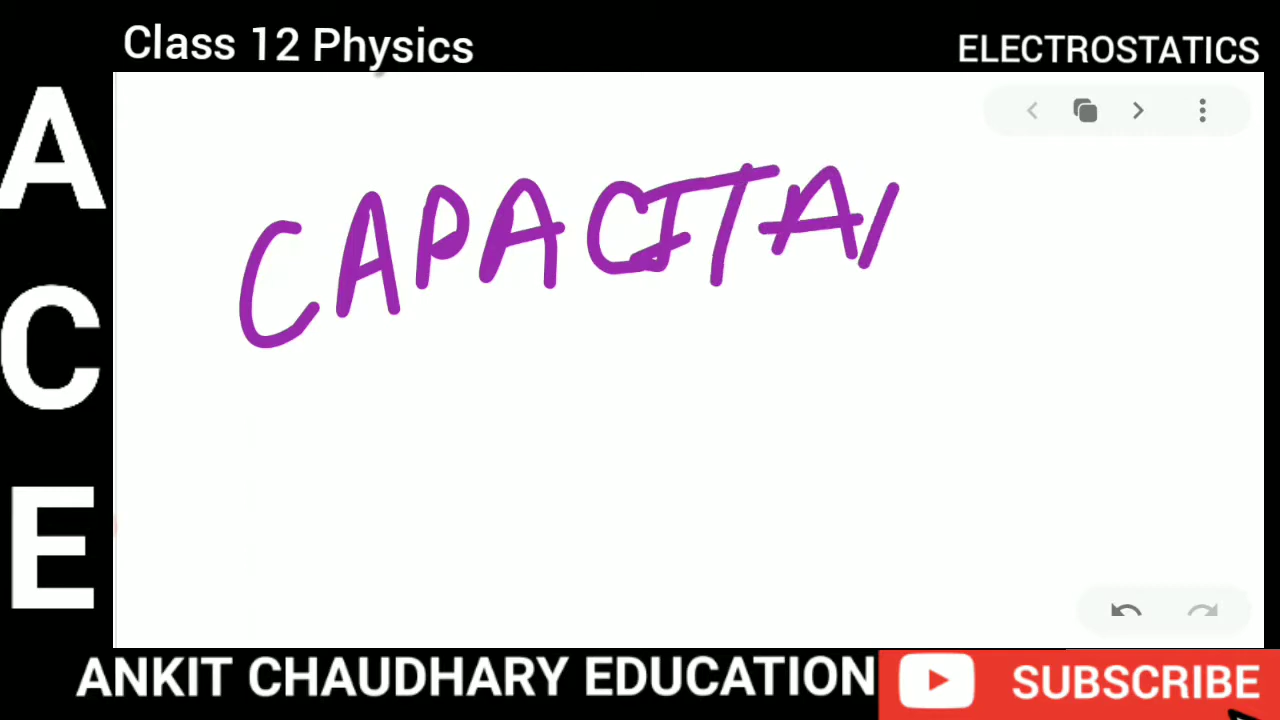 Class 12 Physics
ELECTROSTATICS
CAPACITA
A
C
E
ANKIT CHAUDHARY EDUCATION
SUBSCRIBE